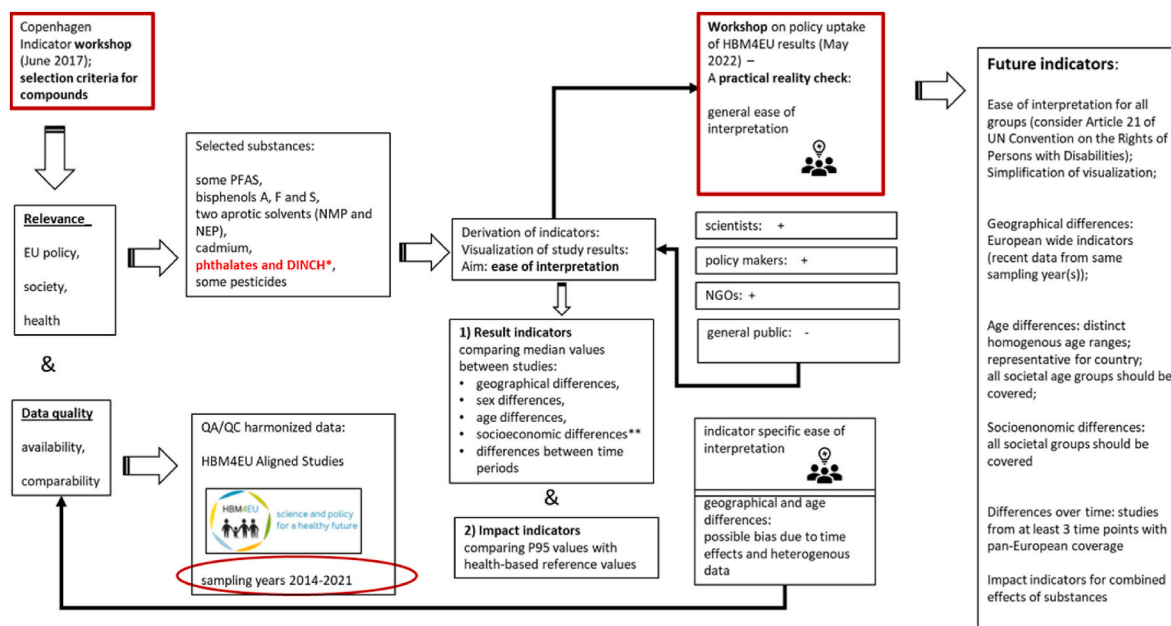 Copenhagen
Indicator workshop
(June 2017);
selection criteria for
compounds
Relevance
EU policy,
society,
health
&
Data quality
availability,
comparability
Selected substances:
some PFAS,
bisphenols A, F and S,
two aprotic solvents (NMP and
NEP),
cadmium,
phthalates and DINCH*,
some pesticides
QA/QC harmonized data:
HBM4EU Aligned Studies
HBM4EU
science and policy
for a healthy future
sampling years 2014-2021
Derivation of indicators:
Visualization of study results:
Aim: ease of interpretation
1) Result indicators
comparing median values
between studies:
• geographical differences,
• sex differences,
• age differences,
• socioeconomic differences**
• differences between time
periods
&
2) Impact indicators
comparing P95 values with
health-based reference values
Workshop on policy uptake
of HBM4EU results (May
2022) –
A practical reality check:
general ease of
interpretation
scientists: +
policy makers: +
NGOs: +
general public: -
indicator specific ease of
interpretation
geographical and age
differences:
possible bias due to time
effects and heterogenous
data
Future indicators:
Ease of interpretation for all
groups (consider Article 21 of
UN Convention on the Rights of
Persons with Disabilities);
Simplification of visualization;
Geographical differences:
European wide indicators
(recent data from same
sampling year(s));
Age differences: distinct
homogenous age ranges;
representative for country;
all societal age groups should be
covered;
Socioenonomic differences:
all societal groups should be
covered
Differences over time: studies
from at least 3 time points with
pan-European coverage
Impact indicators for combined
effects of substances